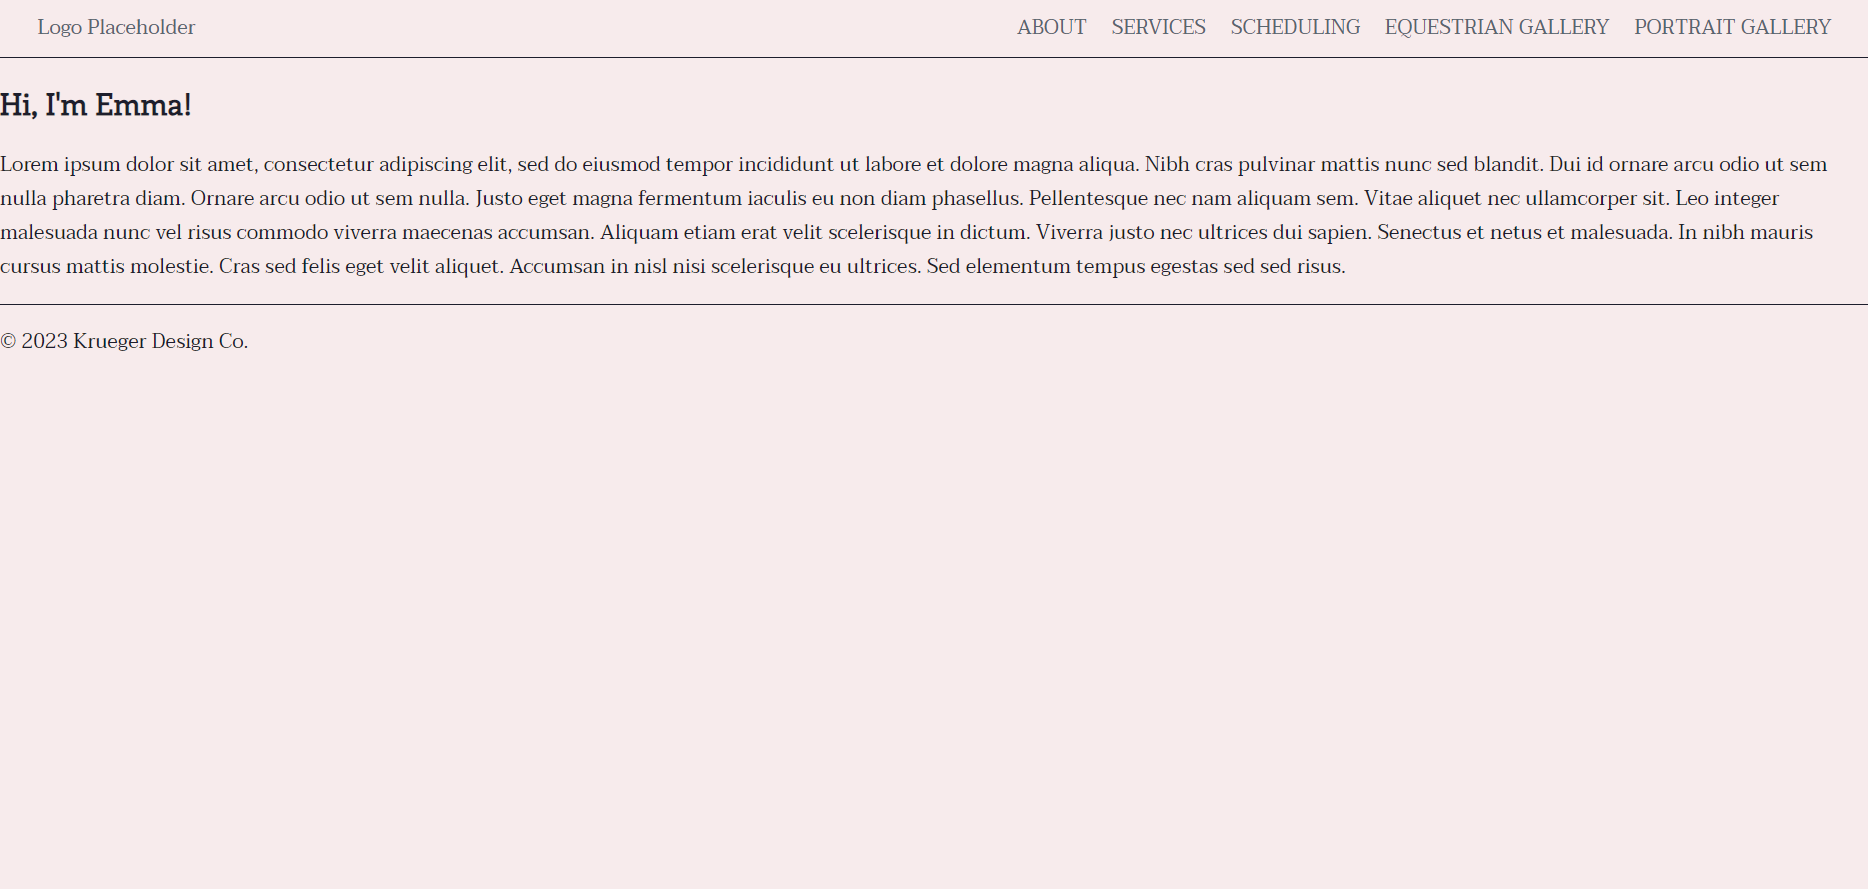 Logo Placeholder
ABOUT SERVICES SCHEDULING EQUESTRIAN GALLERY PORTRAIT GALLERY
Hi, I'm Emma!
Lorem ipsum dolor sit amet, consectetur adipiscing elit, sed do eiusmod tempor incididunt ut labore et dolore magna aliqua. Nibh cras pulvinar mattis nunc sed blandit. Dui id ornare arcu odio ut sem
nulla pharetra diam. Ornare arcu odio ut sem nulla. Justo eget magna fermentum iaculis eu non diam phasellus. Pellentesque nec nam aliquam sem. Vitae aliquet nec ullamcorper sit. Leo integer
malesuada nunc vel risus commodo viverra maecenas accumsan. Aliquam etiam erat velit scelerisque in dictum. Viverra justo nec ultrices dui sapien. Senectus et netus et malesuada. In nibh mauris
cursus mattis molestie. Cras sed felis eget velit aliquet. Accumsan in nisl nisi scelerisque eu ultrices. Sed elementum tempus egestas sed sed risus.
© 2023 Krueger Design Co.